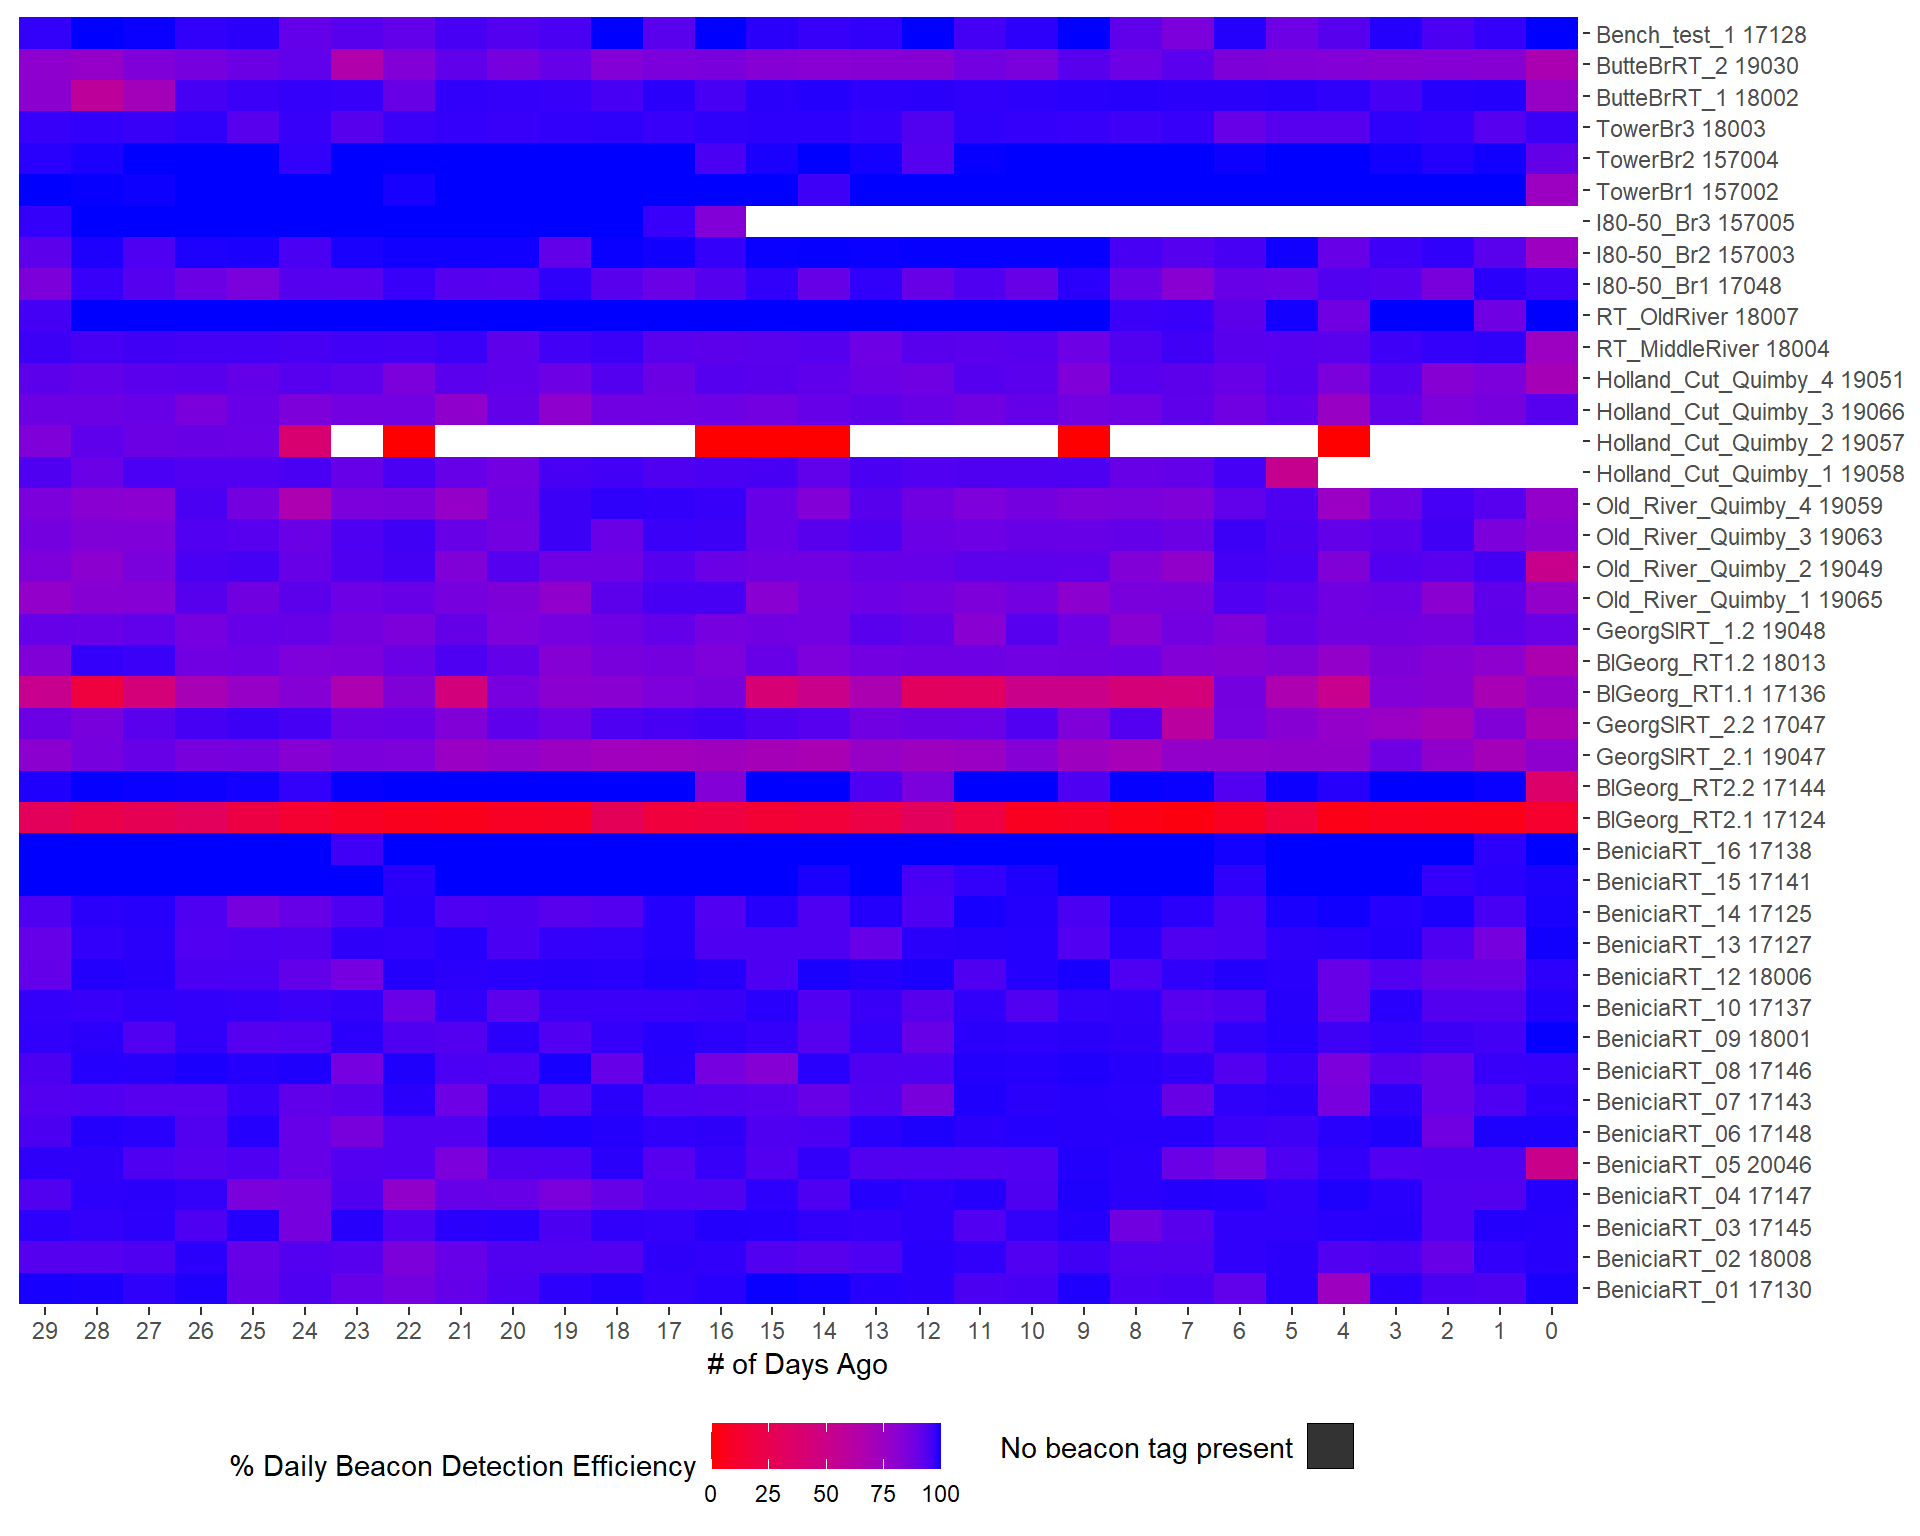 Bench_test_1 17128
ButteBrRT_2 19030
ButteBrRT_1 18002
TowerBr3 18003
TowerBr2 157004
TowerBr1 157002
I80-50_Br3 157005
I80-50_Br2 157003
I80-50_Br1 17048
RT_OldRiver 18007
RT_MiddleRiver 18004
Holland_Cut_Quimby_4 19051
Holland_Cut_Quimby_3 19066
Holland_Cut_Quimby_2 19057
Holland_Cut_Quimby_1 19058
Old_River_Quimby_4 19059
Old_River_Quimby_3 19063
Old_River_Quimby_2 19049
Old_River_Quimby_1 19065
GeorgSlRT_1.2 19048
BlGeorg_RT1.2 18013
BlGeorg_RT1.1 17136
GeorgSlRT_2.2 17047
GeorgSlRT_2.1 19047
BlGeorg_RT2.2 17144
BlGeorg_RT2.1 17124
BeniciaRT_16 17138
BeniciaRT_15 17141
BeniciaRT_14 17125
BeniciaRT_13 17127
BeniciaRT_12 18006
BeniciaRT_10 17137
BeniciaRT_09 18001
BeniciaRT_08 17146
BeniciaRT_07 17143
BeniciaRT_06 17148
BeniciaRT_05 20046
BeniciaRT_04 17147
BeniciaRT_03 17145
BeniciaRT_02 18008
BeniciaRT_01 17130
29 28 27 26 25 24 23 22 21 20 19 18 17 16 15 14 13 12 11 10 9 8 7 6 5 4 3 2 1 0
# of Days Ago
% Daily Beacon Detection Efficiency
0 25 50 75 100
No beacon tag present